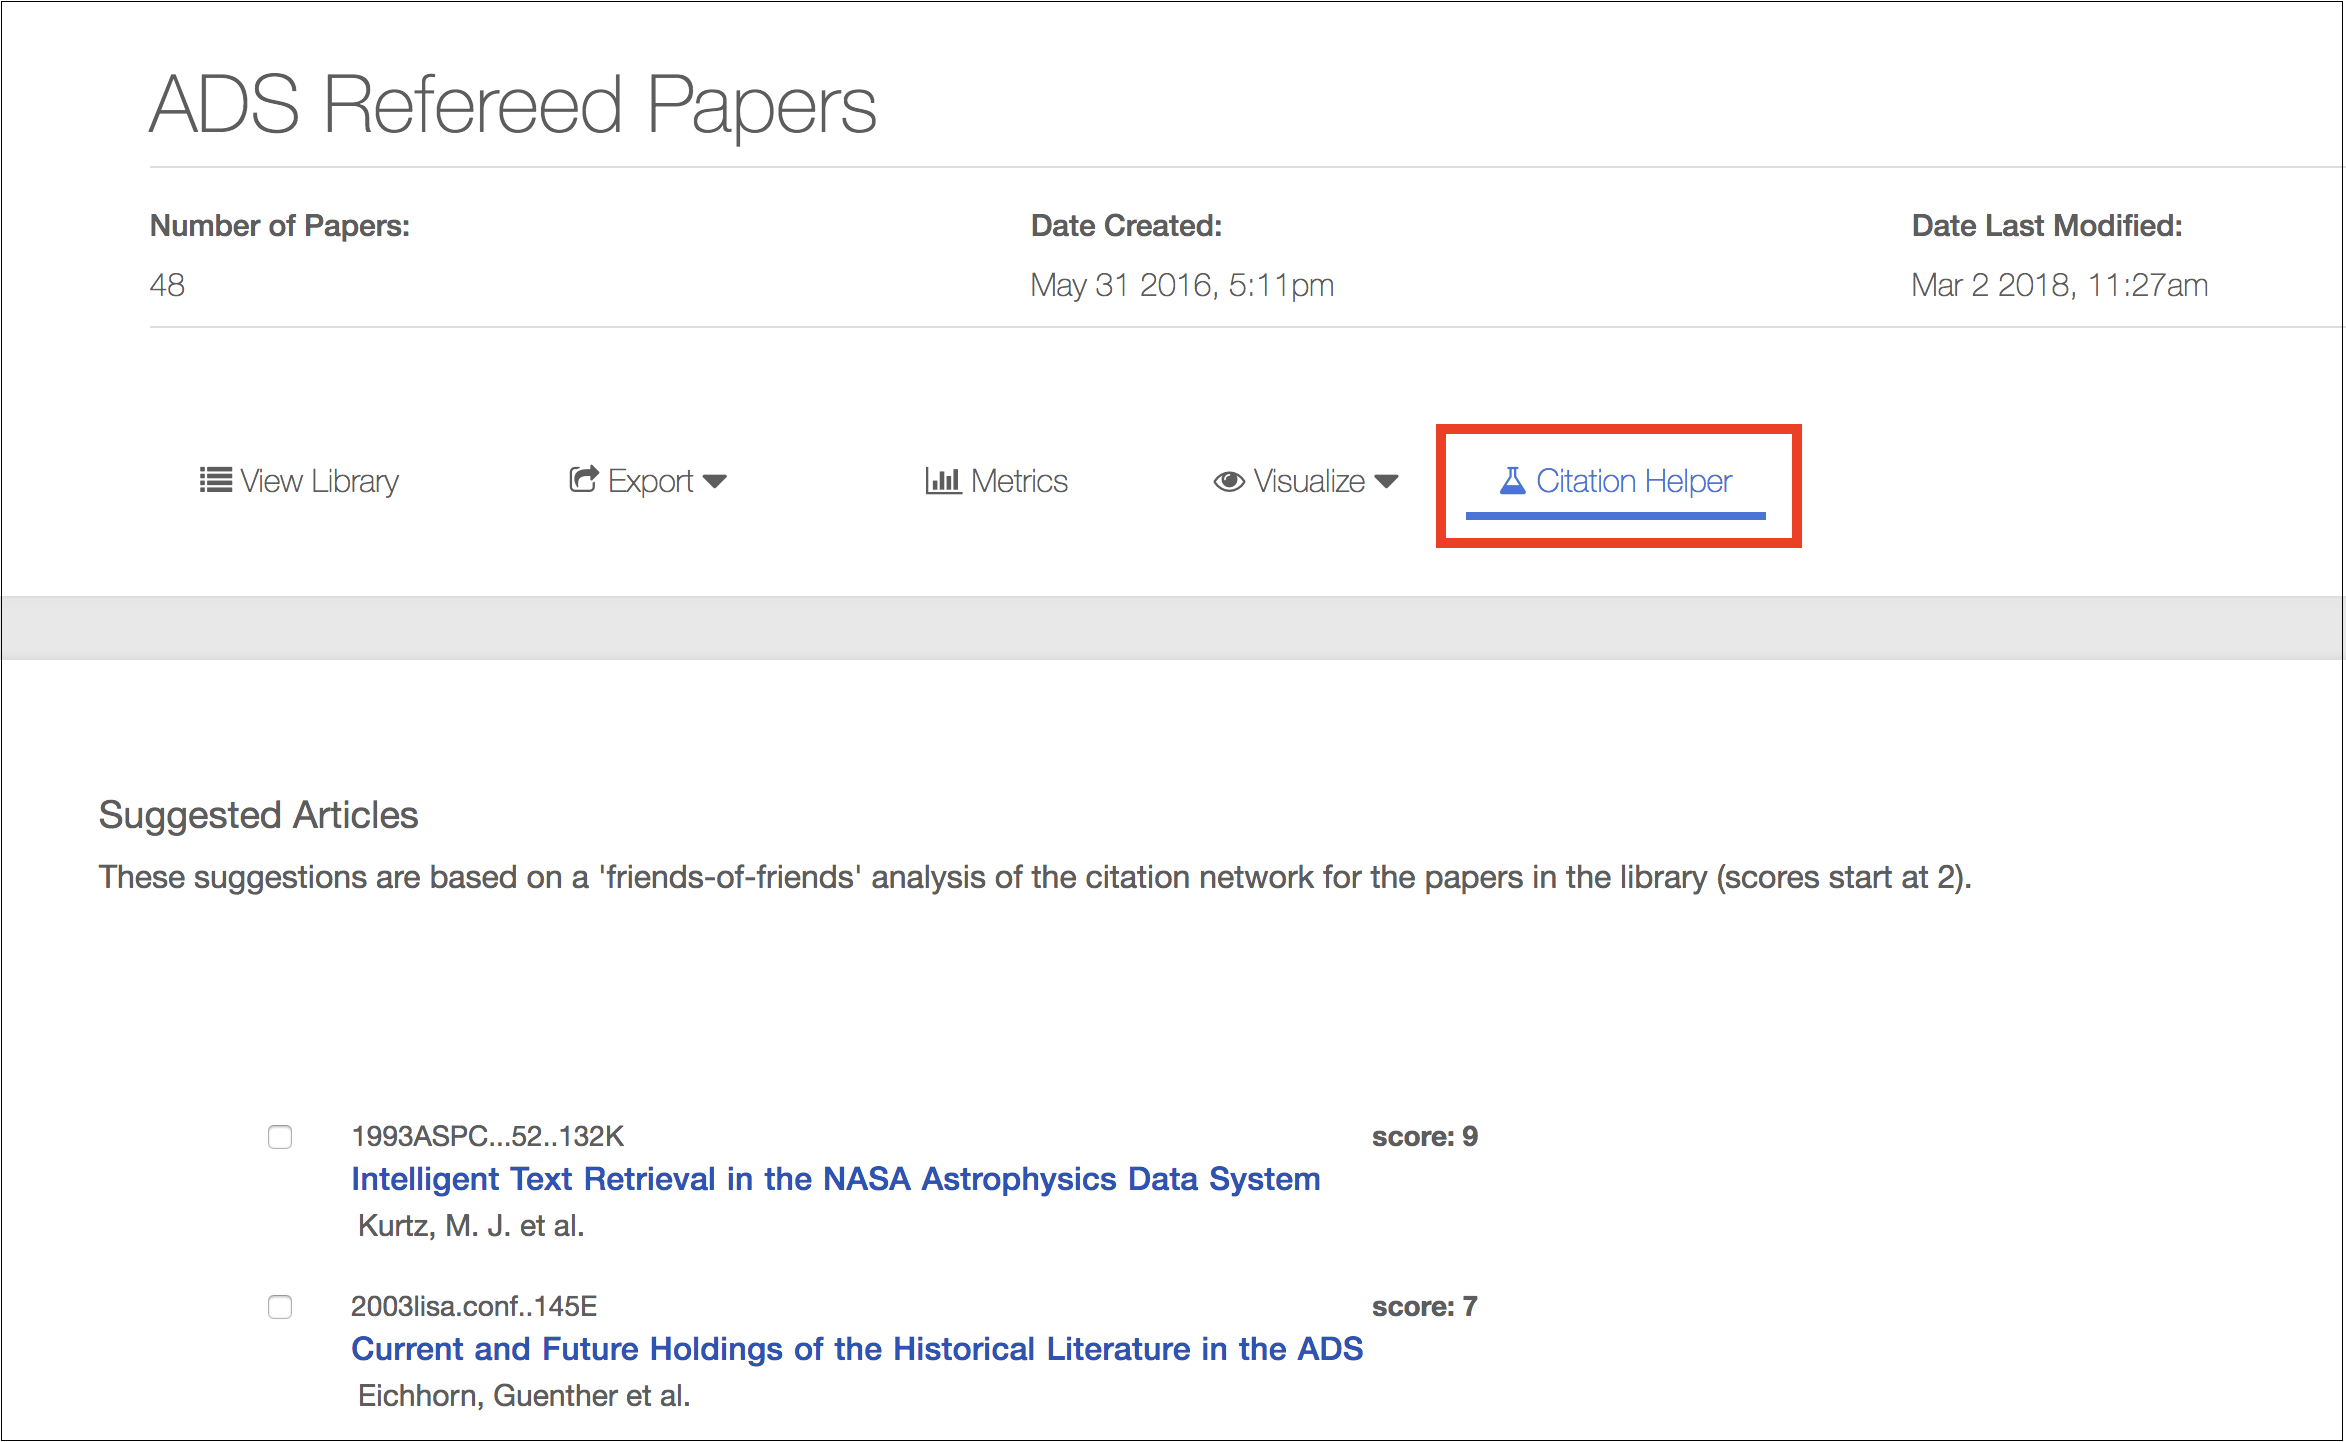 ADS Refereed Papers
Number of Papers: Date Created: Date Last Modified:
48 May 31 2016, 5:11pm Mar 2 2018, 11:27am
View Library Export Metrics Visualize Citation Helper
Suggested Articles
These suggestions are based on a 'friends-of-friends' analysis of the citation network for the papers in the library (scores start at 2).
1993ASPC...52..132K score: 9
Intelligent Text Retrieval in the NASA Astrophysics Data System
Kurtz, M. J. et al.
2003lisa.conf..145E score: 7
Current and Future Holdings of the Historical Literature in the ADS
Eichhorn, Guenther et al.